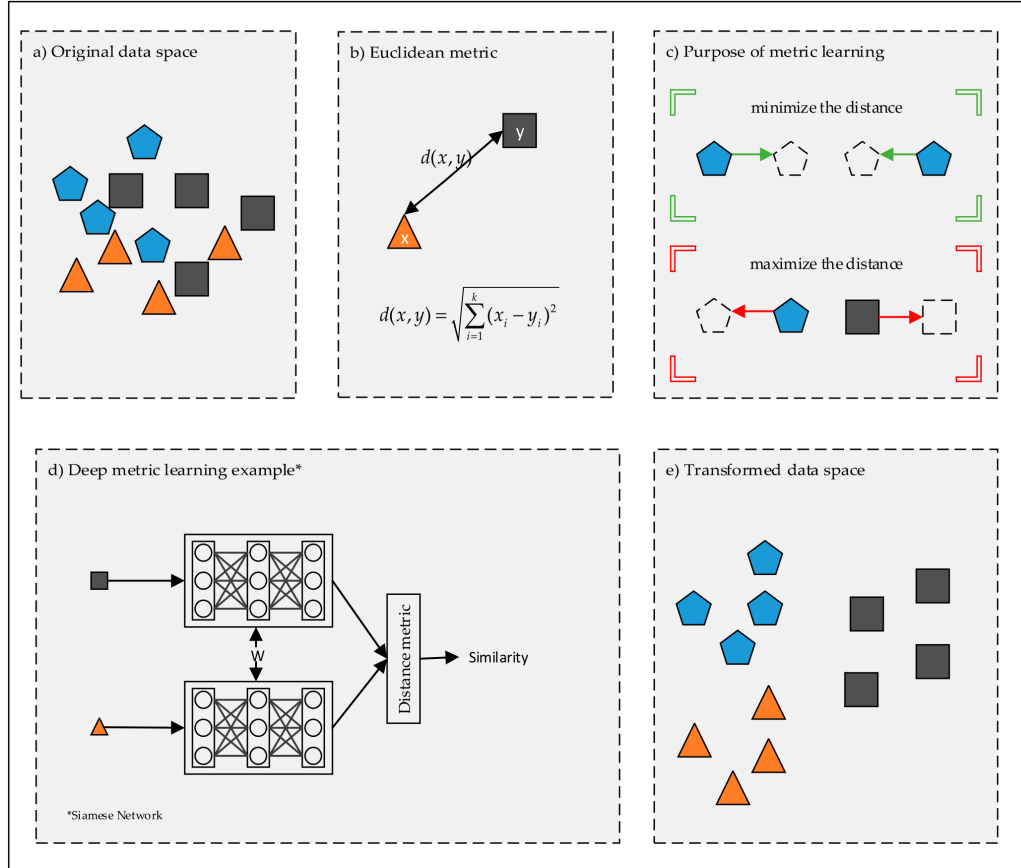 a) Original data space
b) Euclidean metric
y
d(x, y)
x
d(x, y) = √∑_{i=1}^{k} (x_i − y_i)^2
c) Purpose of metric learning
minimize the distance
maximize the distance
d) Deep metric learning example*
W
Distance metric
Similarity
*Siamese Network
e) Transformed data space